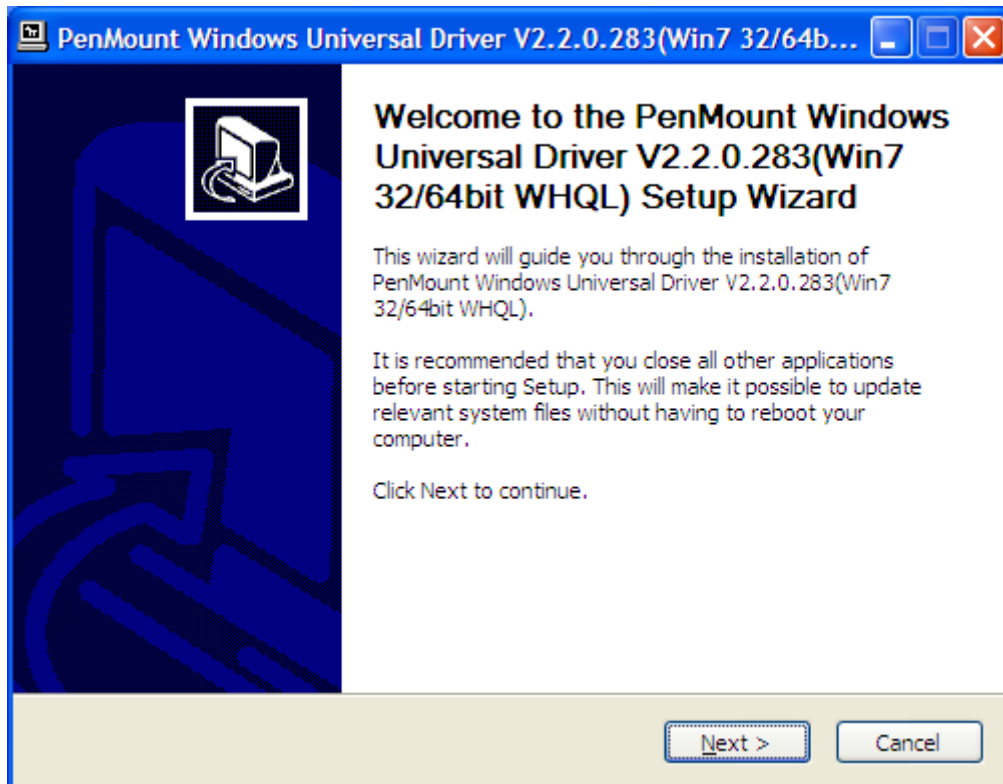 PenMount Windows Universal Driver V2.2.0.283(Win7 32/64b...
Welcome to the PenMount Windows
Universal Driver V2.2.0.283(Win7
32/64bit WHQL) Setup Wizard
This wizard will guide you through the installation of
PenMount Windows Universal Driver V2.2.0.283(Win7
32/64bit WHQL).
It is recommended that you close all other applications
before starting Setup. This will make it possible to update
relevant system files without having to reboot your
computer.
Click Next to continue.
Next >
Cancel